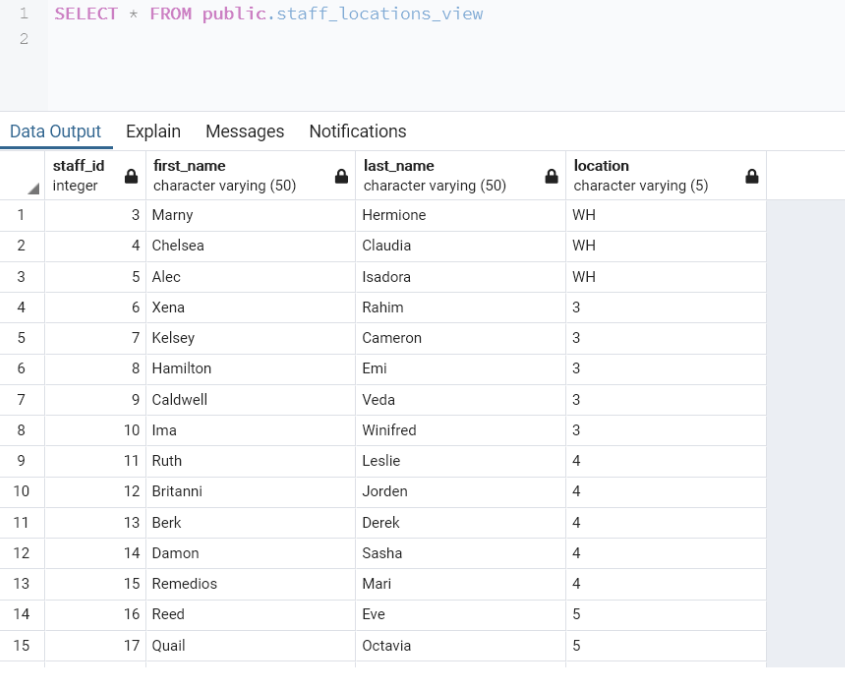 1 SELECT * FROM public.staff_locations_view
2
Data Output Explain Messages Notifications
staff_id first_name last_name location
integer character varying (50) character varying (50) character varying (5)
1 3 Marny Hermione WH
2 4 Chelsea Claudia WH
3 5 Alec Isadora WH
4 6 Xena Rahim 3
5 7 Kelsey Cameron 3
6 8 Hamilton Emi 3
7 9 Caldwell Veda 3
8 10 Ima Winifred 3
9 11 Ruth Leslie 4
10 12 Britanni Jorden 4
11 13 Berk Derek 4
12 14 Damon Sasha 4
13 15 Remedios Mari 4
14 16 Reed Eve 5
15 17 Quail Octavia 5